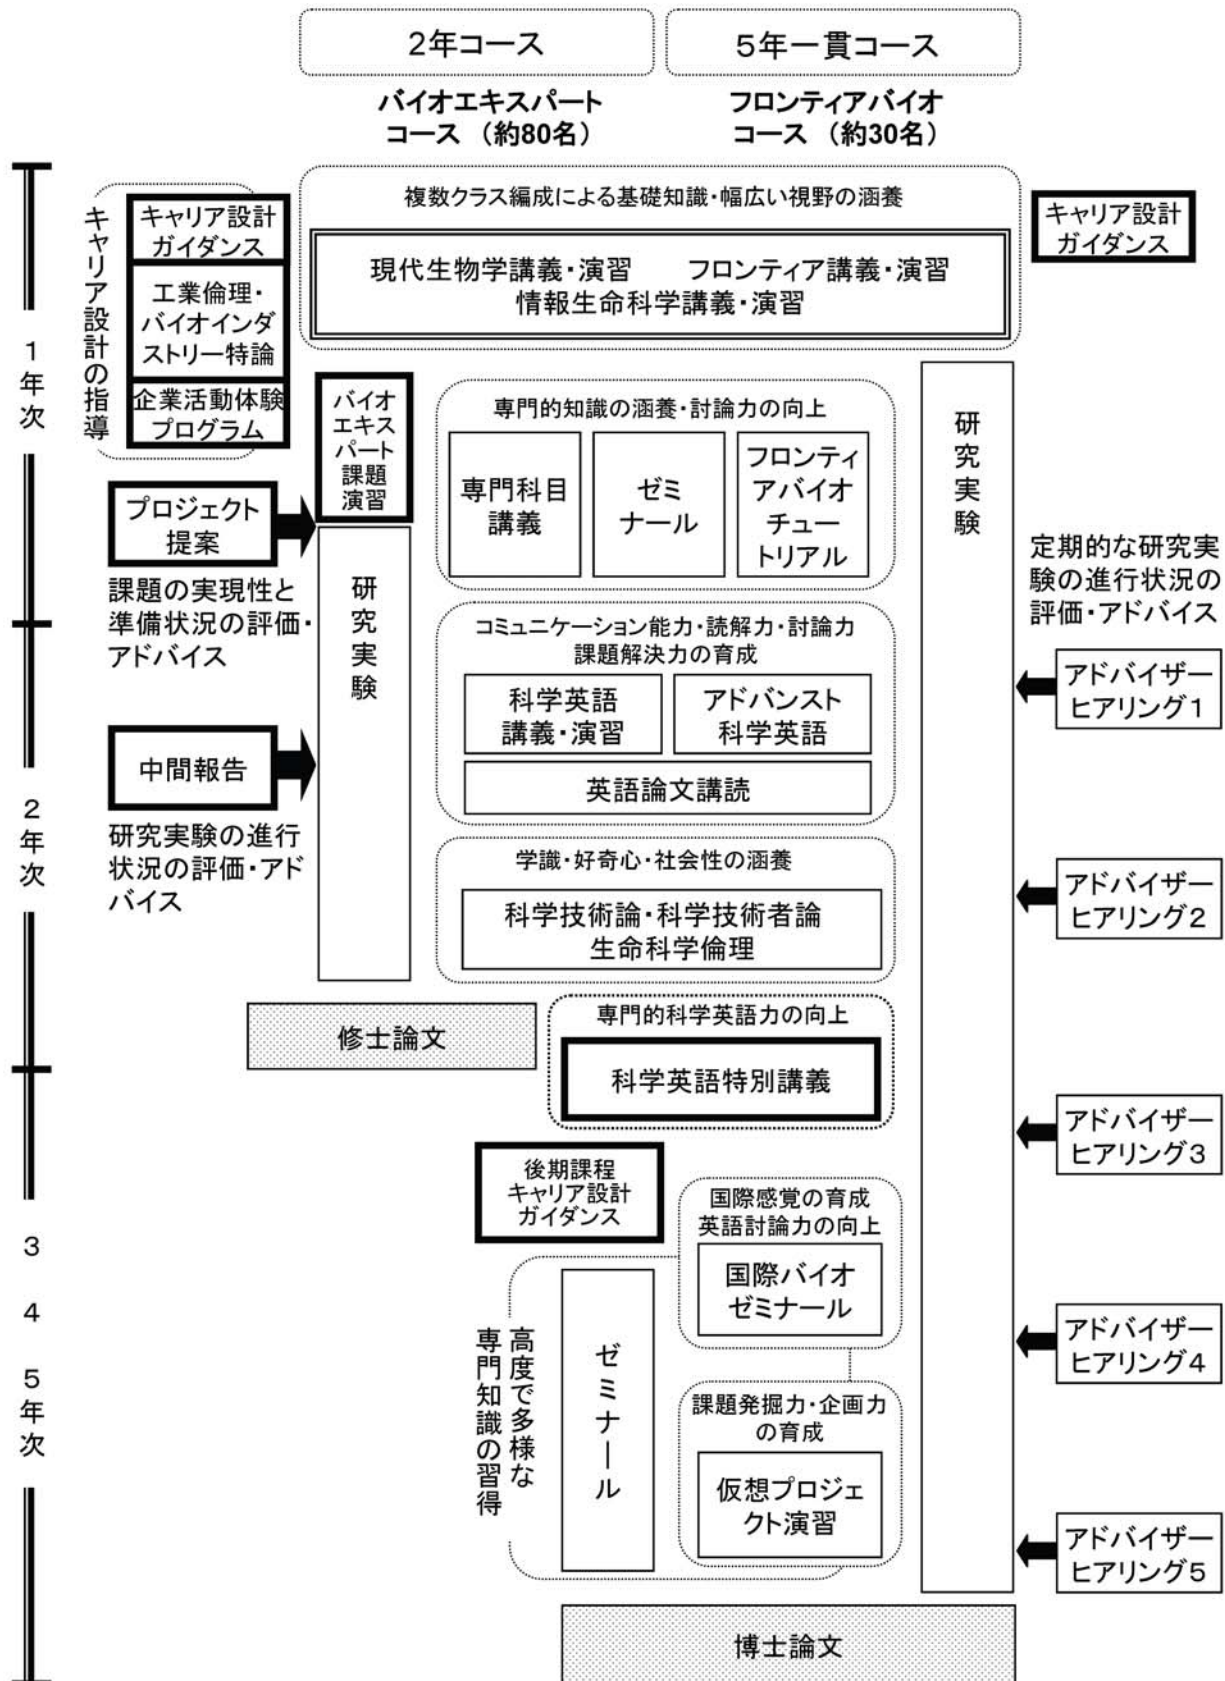 2年コース
5年一貫コース
バイオエキスパート
コース （約80名）
フロンティアバイオ
コース （約30名）
1年次
2年次
3
4
5年次
キャリア設計の指導
キャリア設計
ガイダンス
工業倫理・
バイオインダ
ストリー特論
企業活動体験
プログラム
複数クラス編成による基礎知識・幅広い視野の涵養
現代生物学講義・演習　フロンティア講義・演習
情報生命科学講義・演習
キャリア設計
ガイダンス
バイオ
エキス
パート
課題
演習
専門的知識の涵養・討論力の向上
専門科目
講義
ゼミ
ナール
フロンティ
アバイオ
チュー
トリアル
研究実験
プロジェクト
提案
課題の実現性と
準備状況の評価・
アドバイス
研究実験
定期的な研究実
験の進行状況の
評価・アドバイス
コミュニケーション能力・読解力・討論力
課題解決力の育成
科学英語
講義・演習
アドバンスト
科学英語
英語論文講読
アドバイザー
ヒアリング1
中間報告
研究実験の進行
状況の評価・アド
バイス
学識・好奇心・社会性の涵養
科学技術論・科学技術者論
生命科学倫理
アドバイザー
ヒアリング2
修士論文
専門的科学英語力の向上
科学英語特別講義
アドバイザー
ヒアリング3
後期課程
キャリア設計
ガイダンス
国際感覚の育成
英語討論力の向上
国際バイオ
ゼミナール
高度で多様な
専門知識の習得
ゼミナール
アドバイザー
ヒアリング4
課題発掘力・企画力
の育成
仮想プロジェ
クト演習
アドバイザー
ヒアリング5
博士論文